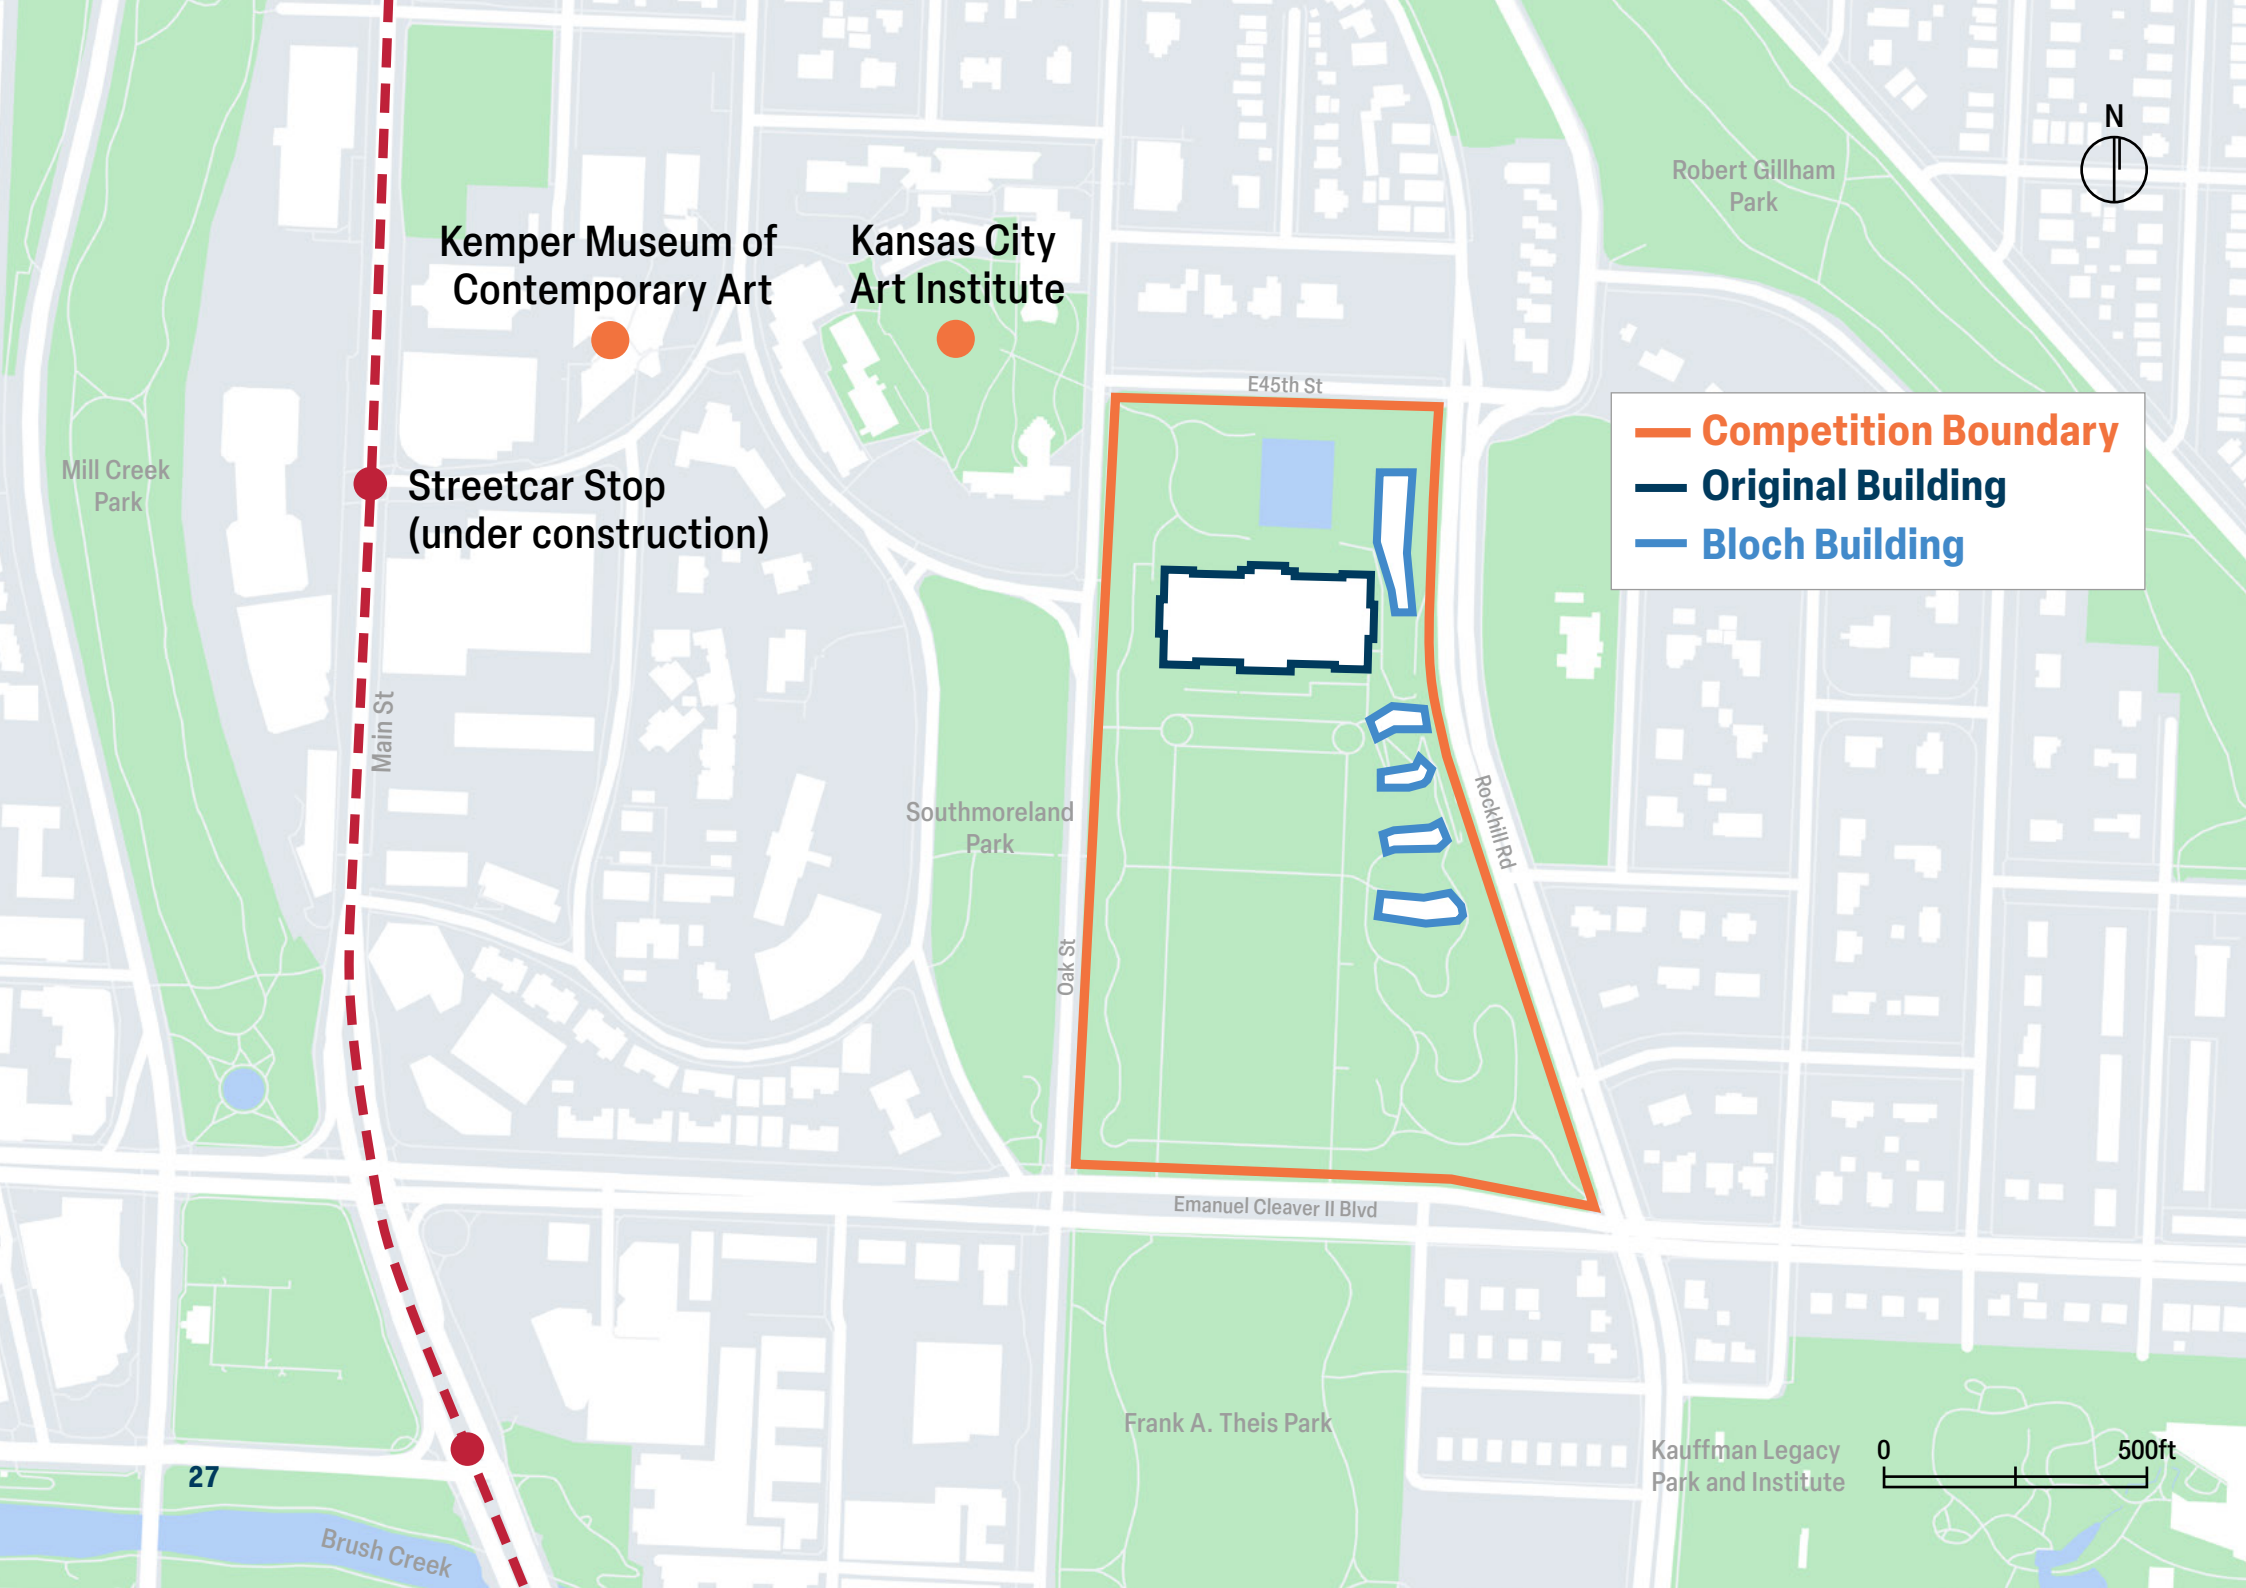 N
Robert Gillham
Park
Kemper Museum of
Contemporary Art
Kansas City
Art Institute
E45th St
Competition Boundary
Original Building
Bloch Building
Mill Creek
Park
Streetcar Stop
(under construction)
Main St
Southmoreland
Park
Rockhill Rd
Oak St
Emanuel Cleaver II Blvd
Frank A. Theis Park
Kauffman Legacy
Park and Institute
0
500ft
27
Brush Creek